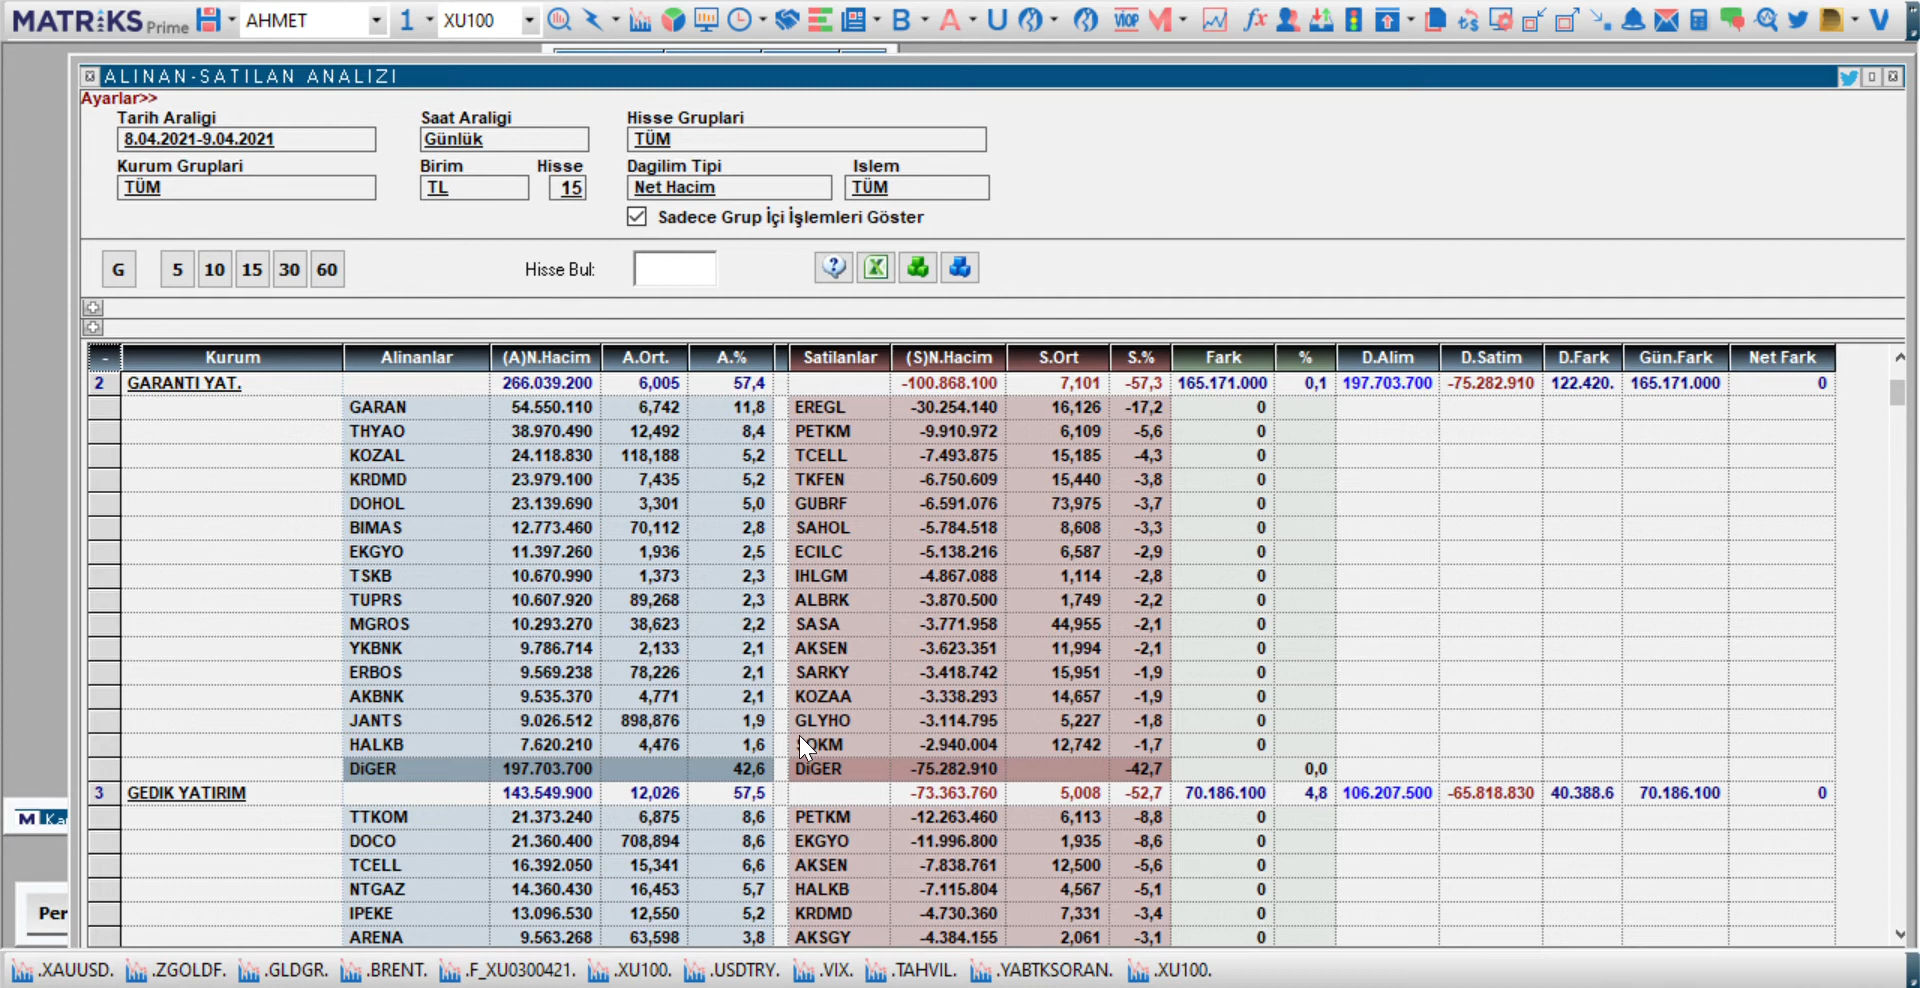 MATRIKS Prime AHMET 1 XU100 B A U VIOP M fx V
ALINAN-SATILAN ANALIZI
Ayarlar>>
Tarih Araligi Saat Araligi Hisse Gruplari
8.04.2021-9.04.2021 Günlük TÜM
Kurum Gruplari Birim Hisse Dagilim Tipi Islem
TÜM TL 15 Net Hacim TÜM
Sadece Grup İçi İşlemleri Göster
G 5 10 15 30 60 Hisse Bul:
- Kurum Alinanlar (A)N.Hacim A.Ort. A.% Satilanlar (S)N.Hacim S.Ort S.% Fark % D.Alim D.Satim D.Fark Gün.Fark Net Fark
2 GARANTI YAT. 266.039.200 6,005 57,4 -100.868.100 7,101 -57,3 165.171.000 0,1 197.703.700 -75.282.910 122.420. 165.171.000 0
GARAN 54.550.110 6,742 11,8 EREGL -30.254.140 16,126 -17,2 0
THYAO 38.970.490 12,492 8,4 PETKM -9.910.972 6,109 -5,6 0
KOZAL 24.118.830 118,188 5,2 TCELL -7.493.875 15,185 -4,3 0
KRDMD 23.979.100 7,435 5,2 TKFEN -6.750.609 15,440 -3,8 0
DOHOL 23.139.690 3,301 5,0 GUBRF -6.591.076 73,975 -3,7 0
BIMAS 12.773.460 70,112 2,8 SAHOL -5.784.518 8,608 -3,3 0
EKGYO 11.397.260 1,936 2,5 ECILC -5.138.216 6,587 -2,9 0
TSKB 10.670.990 1,373 2,3 IHLGM -4.867.088 1,114 -2,8 0
TUPRS 10.607.920 89,268 2,3 ALBRK -3.870.500 1,749 -2,2 0
MGROS 10.293.270 38,623 2,2 SASA -3.771.958 44,955 -2,1 0
YKBNK 9.786.714 2,133 2,1 AKSEN -3.623.351 11,994 -2,1 0
ERBOS 9.569.238 78,226 2,1 SARKY -3.418.742 15,951 -1,9 0
AKBNK 9.535.370 4,771 2,1 KOZAA -3.338.293 14,657 -1,9 0
JANTS 9.026.512 898,876 1,9 GLYHO -3.114.795 5,227 -1,8 0
HALKB 7.620.210 4,476 1,6 SOKM -2.940.004 12,742 -1,7 0
DiGER 197.703.700 42,6 DiGER -75.282.910 -42,7 0,0
3 GEDIK YATIRIM 143.549.900 12,026 57,5 -73.363.760 5,008 -52,7 70.186.100 4,8 106.207.500 -65.818.830 40.388.6 70.186.100 0
TTKOM 21.373.240 6,875 8,6 PETKM -12.263.460 6,113 -8,8 0
DOCO 21.360.400 708,894 8,6 EKGYO -11.996.800 1,935 -8,6 0
TCELL 16.392.050 15,341 6,6 AKSEN -7.838.761 12,500 -5,6 0
NTGAZ 14.360.430 16,453 5,7 HALKB -7.115.804 4,567 -5,1 0
IPEKE 13.096.530 12,550 5,2 KRDMD -4.730.360 7,331 -3,4 0
ARENA 9.563.268 63,598 3,8 AKSGY -4.384.155 2,061 -3,1 0
M Ka
Per
.XAUUSD. .ZGOLDF. .GLDGR. .BRENT. .F_XU0300421. .XU100. .USDTRY. .VIX. .TAHVIL. .YABTKSORAN. .XU100.